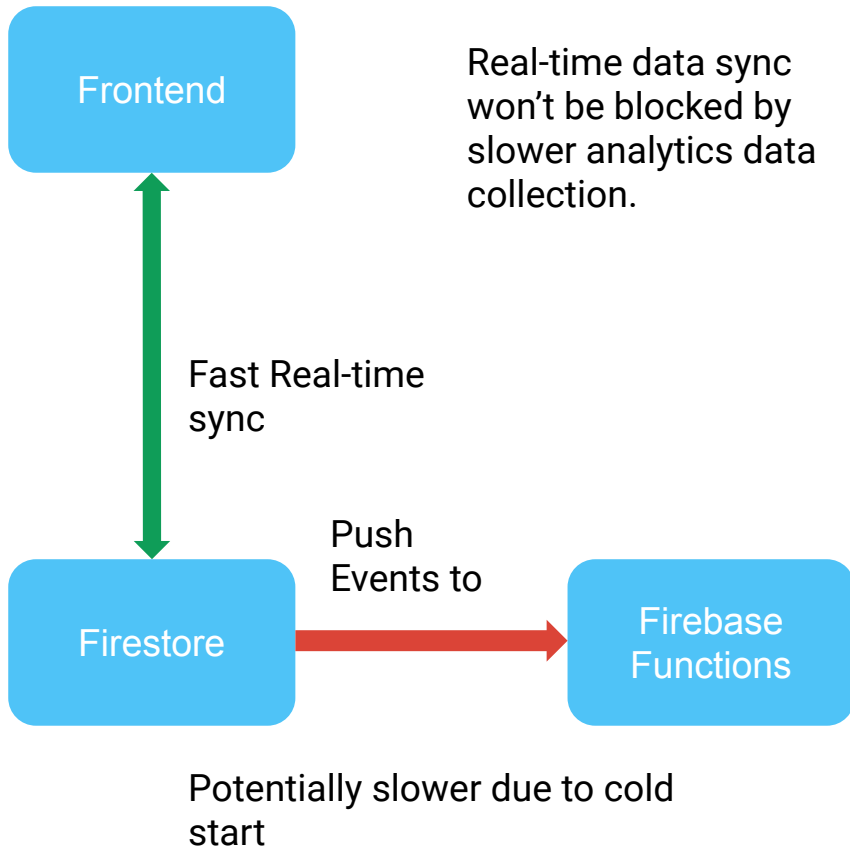 Frontend
Real-time data sync
won’t be blocked by
slower analytics data
collection.
Fast Real-time
sync
Push
Events to
Firestore
Firebase
Functions
Potentially slower due to cold
start